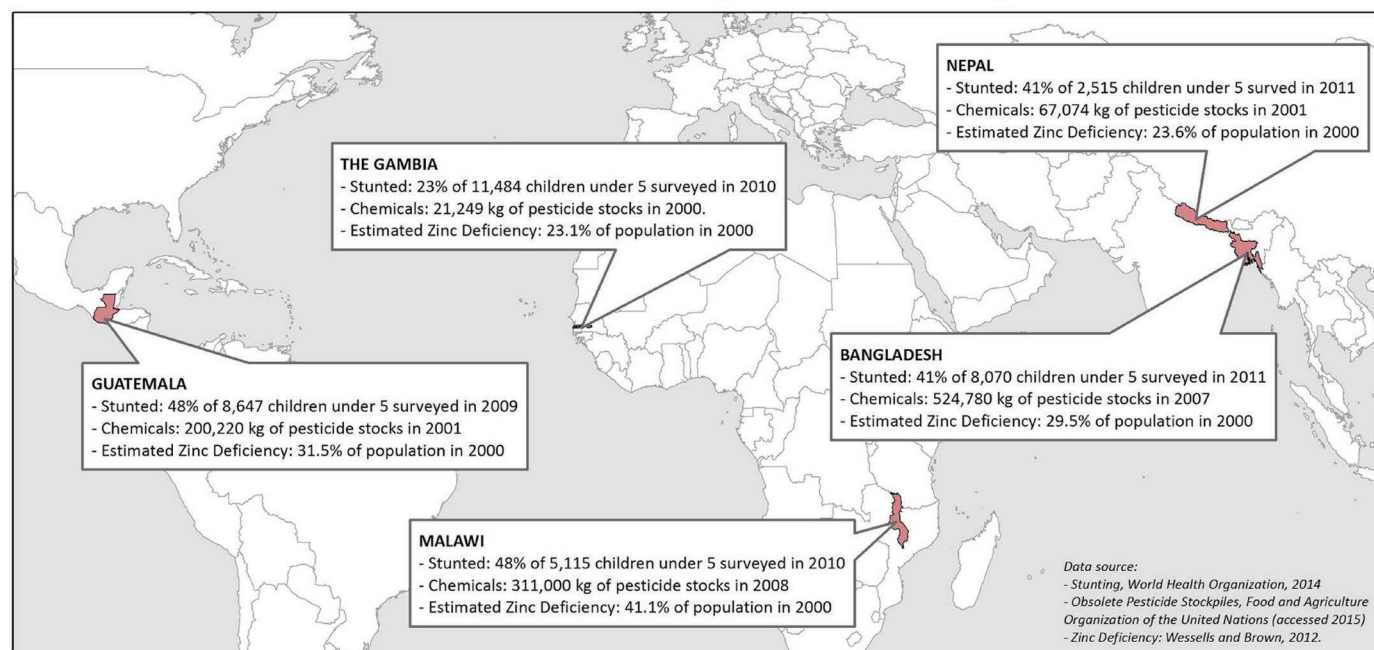 NEPAL
- Stunted: 41% of 2,515 children under 5 surved in 2011
- Chemicals: 67,074 kg of pesticide stocks in 2001
- Estimated Zinc Deficiency: 23.6% of population in 2000
THE GAMBIA
- Stunted: 23% of 11,484 children under 5 surveyed in 2010
- Chemicals: 21,249 kg of pesticide stocks in 2000.
- Estimated Zinc Deficiency: 23.1% of population in 2000
BANGLADESH
- Stunted: 41% of 8,070 children under 5 surveyed in 2011
- Chemicals: 524,780 kg of pesticide stocks in 2007
- Estimated Zinc Deficiency: 29.5% of population in 2000
GUATEMALA
- Stunted: 48% of 8,647 children under 5 surveyed in 2009
- Chemicals: 200,220 kg of pesticide stocks in 2001
- Estimated Zinc Deficiency: 31.5% of population in 2000
MALAWI
- Stunted: 48% of 5,115 children under 5 surveyed in 2010
- Chemicals: 311,000 kg of pesticide stocks in 2008
- Estimated Zinc Deficiency: 41.1% of population in 2000
Data source:
- Stunting, World Health Organization, 2014
- Obsolete Pesticide Stockpiles, Food and Agriculture
Organization of the United Nations (accessed 2015)
- Zinc Deficiency: Wessells and Brown, 2012.